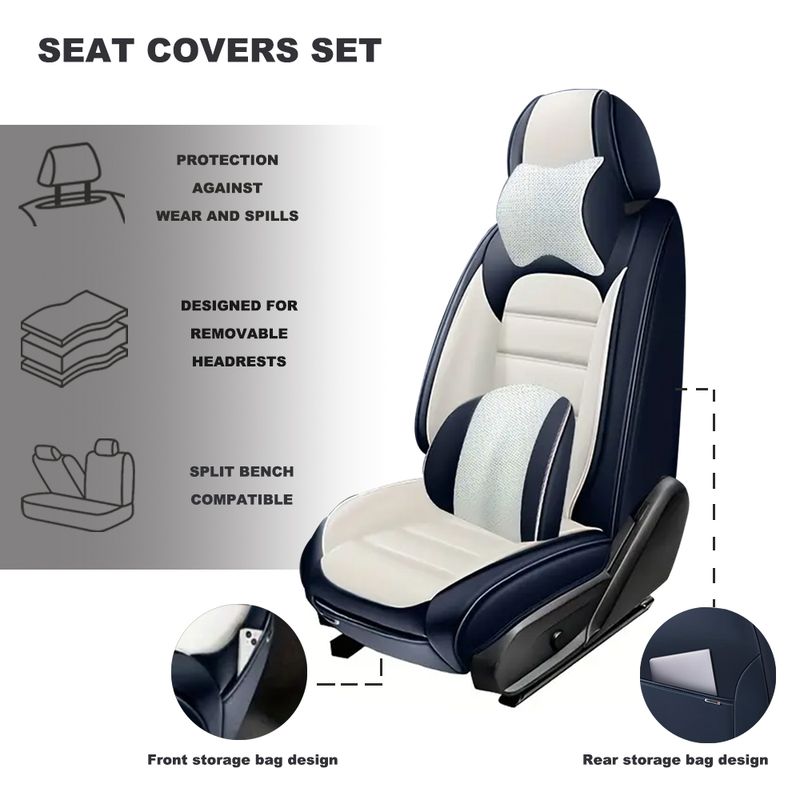 SEAT COVERS SET
PROTECTION
AGAINST
WEAR AND SPILLS
DESIGNED FOR
REMOVABLE
HEADRESTS
SPLIT BENCH
COMPATIBLE
Front storage bag design
Rear storage bag design